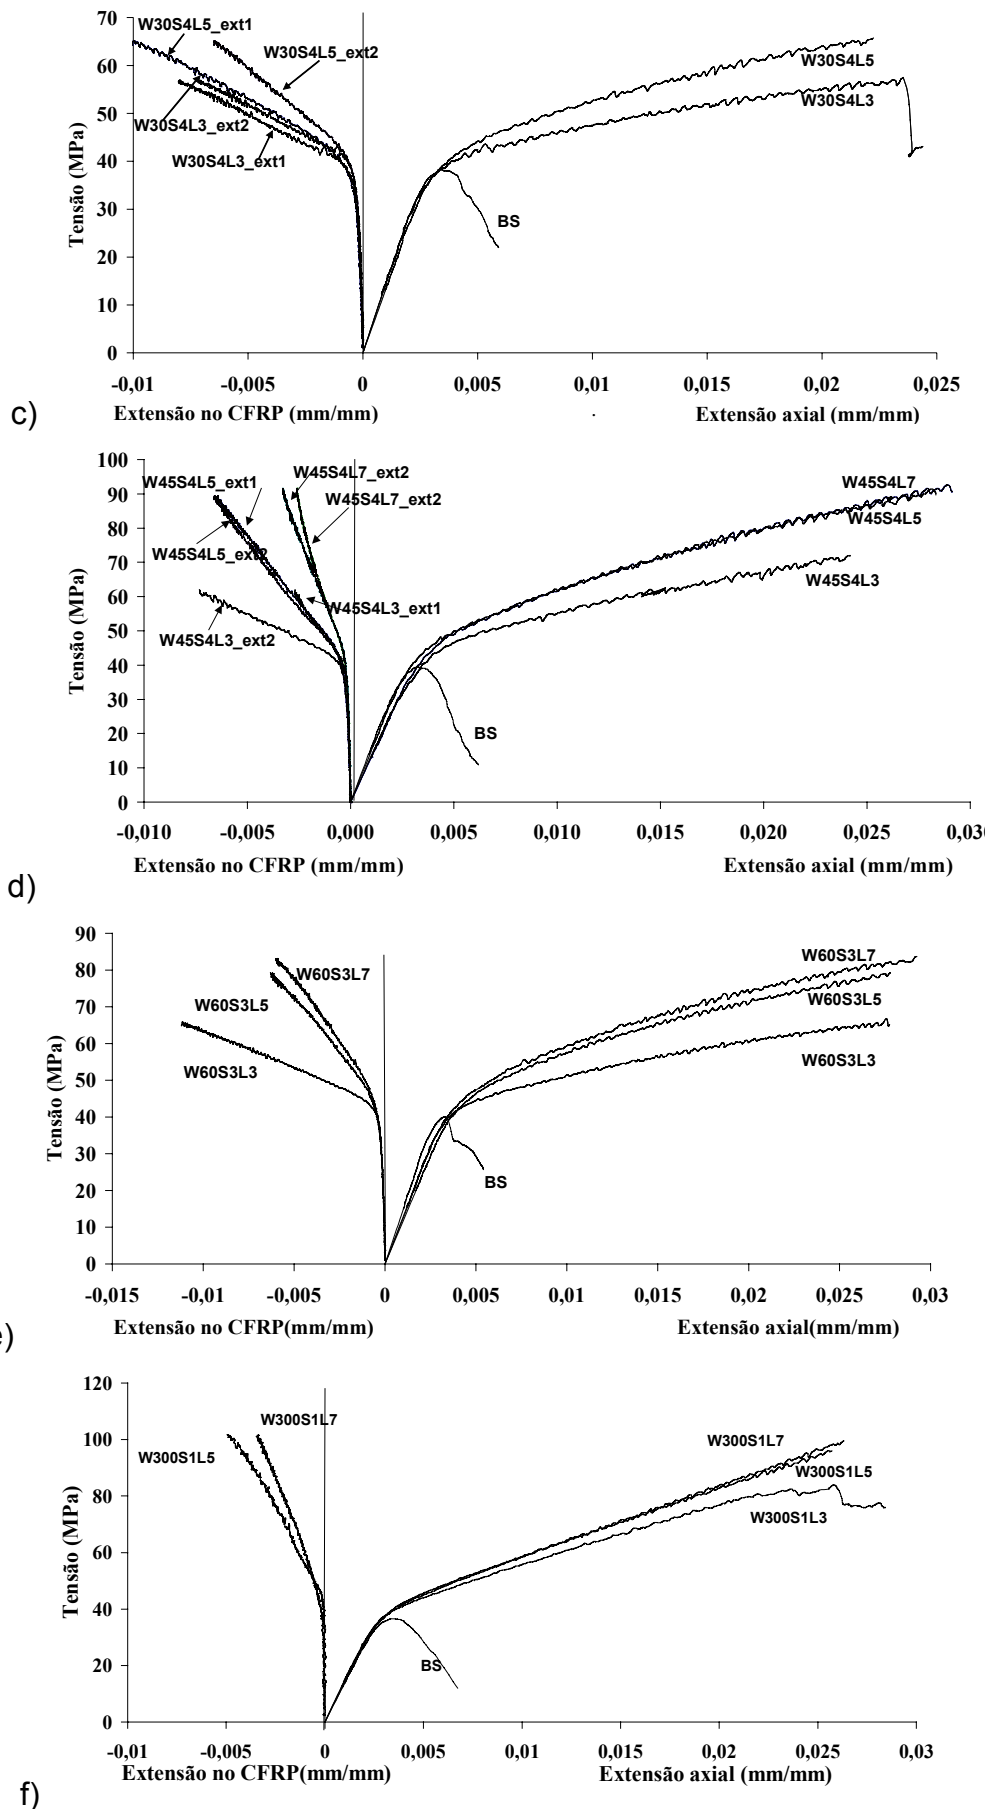 70
60
50
40
30
20
10
0
Tensão (MPa)
W30S4L5_ext1
W30S4L5_ext2
W30S4L3_ext2
W30S4L3_ext1
W30S4L5
W30S4L3
BS
-0,01 -0,005 0 0,005 0,01 0,015 0,02 0,025
Extensão no CFRP (mm/mm) Extensão axial (mm/mm)
c)
100
90
80
70
60
50
40
30
20
10
0
Tensão (MPa)
W45S4L5_ext1
W45S4L7_ext2
W45S4L7_ext2
W45S4L5_ext2
W45S4L3_ext1
W45S4L3_ext2
W45S4L7
W45S4L5
W45S4L3
BS
-0,010 -0,005 0,000 0,005 0,010 0,015 0,020 0,025 0,030
Extensão no CFRP (mm/mm) Extensão axial (mm/mm)
d)
90
80
70
60
50
40
30
20
10
0
Tensão (MPa)
W60S3L7
W60S3L5
W60S3L3
W60S3L7
W60S3L5
W60S3L3
BS
-0,015 -0,01 -0,005 0 0,005 0,01 0,015 0,02 0,025 0,03
Extensão no CFRP(mm/mm) Extensão axial(mm/mm)
e)
120
100
80
60
40
20
0
Tensão (MPa)
W300S1L7
W300S1L5
W300S1L7
W300S1L5
W300S1L3
BS
-0,01 -0,005 0 0,005 0,01 0,015 0,02 0,025 0,03
Extensão no CFRP(mm/mm) Extensão axial (mm/mm)
f)